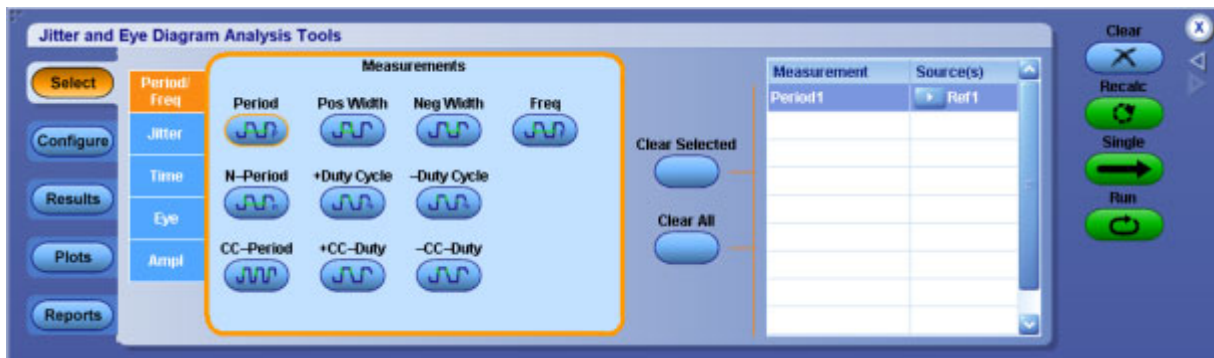 Jitter and Eye Diagram Analysis Tools
Select
Configure
Results
Plots
Reports
Period/
Freq
Jitter
Time
Eye
Ampl
Measurements
Period Pos Width Neg Width Freq
N–Period +Duty Cycle –Duty Cycle
CC–Period +CC–Duty –CC–Duty
Clear Selected
Clear All
Measurement Source(s)
Period1 Ref1
Clear
X
Recalc
Single
Run